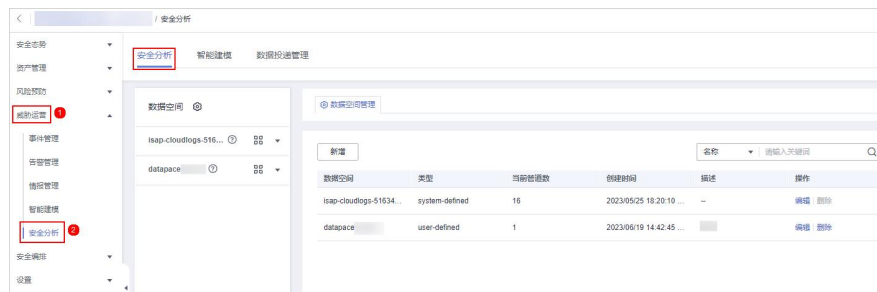 / 安全分析
安全态势
资产管理
风险预防
威胁运营 1
事件管理
告警管理
情报管理
智能建模
安全分析 2
安全编排
设置
安全分析 智能建模 数据投递管理
数据空间
isap-cloudlogs-516...
datapace
数据空间管理
新增 名称 请输入关键词
数据空间 类型 当前管道数 创建时间 描述 操作
isap-cloudlogs-51634... system-defined 16 2023/05/25 18:20:10 ... -- 编辑 删除
datapace user-defined 1 2023/06/19 14:42:45 ... 编辑 删除